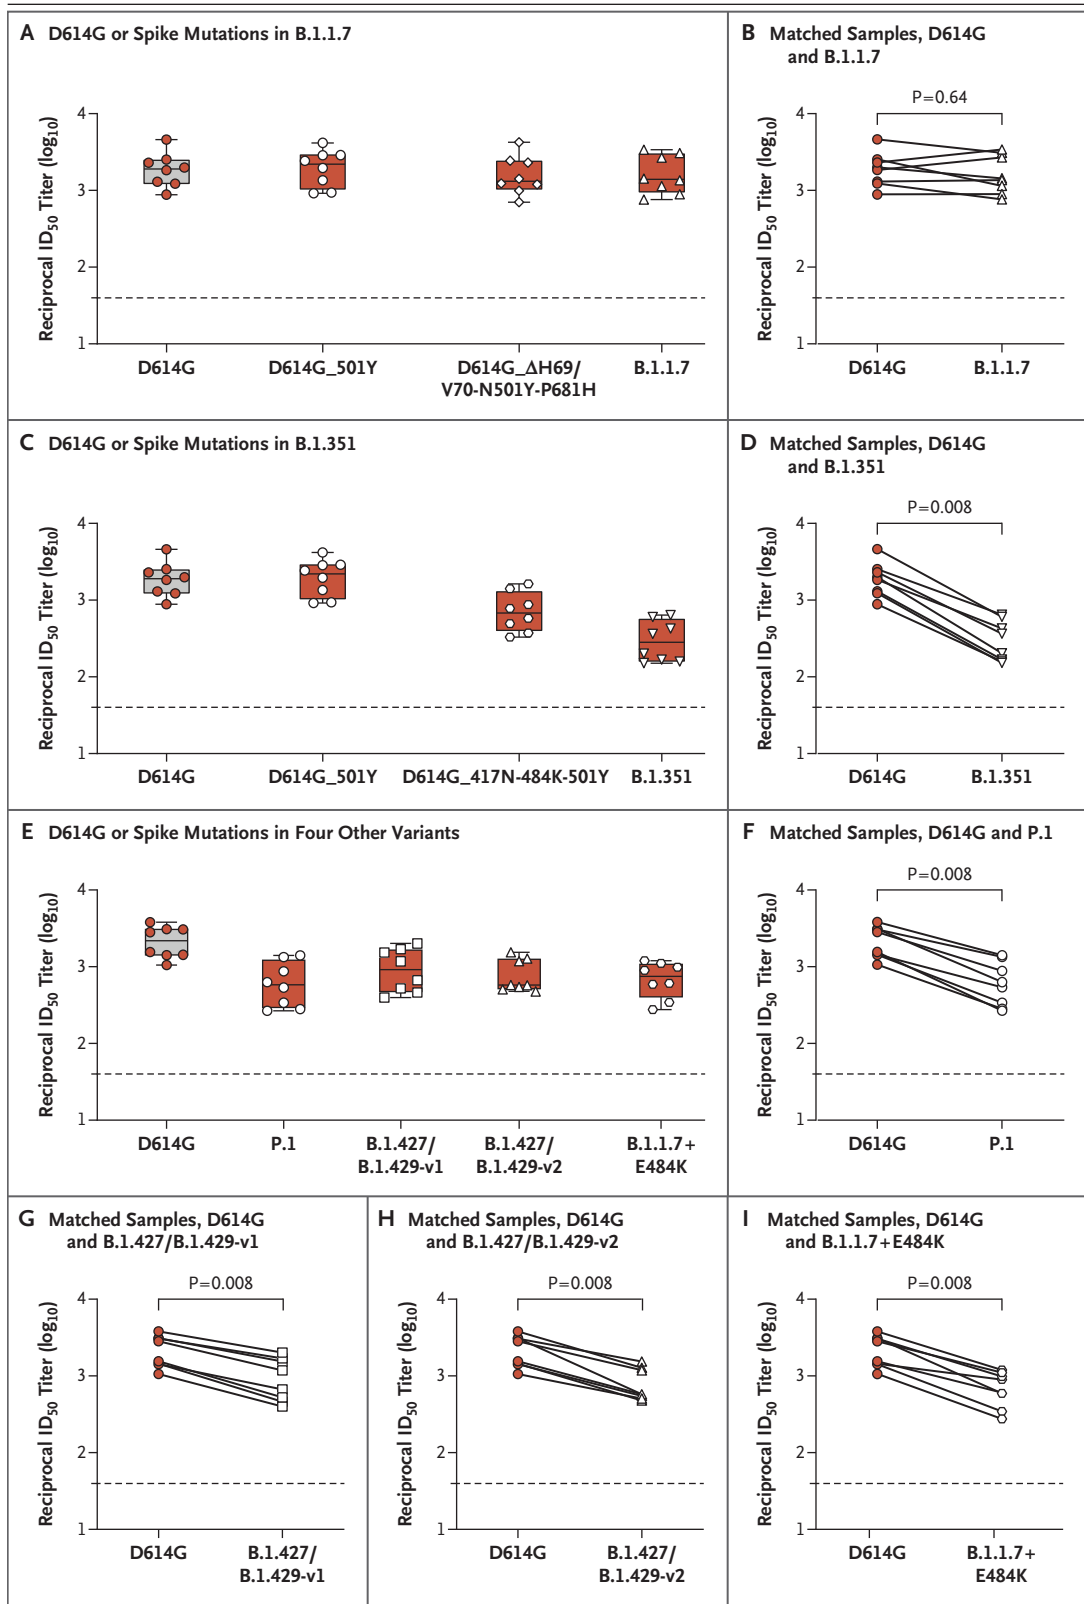 A D614G or Spike Mutations in B.1.1.7
Reciprocal ID50 Titer (log10)
4
3
2
1
D614G
D614G_501Y
D614G_ΔH69/
V70-N501Y-P681H
B.1.1.7
B Matched Samples, D614G
and B.1.1.7
P=0.64
Reciprocal ID50 Titer (log10)
4
3
2
1
D614G
B.1.1.7
C D614G or Spike Mutations in B.1.351
Reciprocal ID50 Titer (log10)
4
3
2
1
D614G
D614G_501Y
D614G_417N-484K-501Y
B.1.351
D Matched Samples, D614G
and B.1.351
P=0.008
Reciprocal ID50 Titer (log10)
4
3
2
1
D614G
B.1.351
E D614G or Spike Mutations in Four Other Variants
Reciprocal ID50 Titer (log10)
4
3
2
1
D614G
P.1
B.1.427/
B.1.429-v1
B.1.427/
B.1.429-v2
B.1.1.7+
E484K
F Matched Samples, D614G and P.1
P=0.008
Reciprocal ID50 Titer (log10)
4
3
2
1
D614G
P.1
G Matched Samples, D614G
and B.1.427/B.1.429-v1
P=0.008
Reciprocal ID50 Titer (log10)
4
3
2
1
D614G
B.1.427/
B.1.429-v1
H Matched Samples, D614G
and B.1.427/B.1.429-v2
P=0.008
Reciprocal ID50 Titer (log10)
4
3
2
1
D614G
B.1.427/
B.1.429-v2
I Matched Samples, D614G
and B.1.1.7+E484K
P=0.008
Reciprocal ID50 Titer (log10)
4
3
2
1
D614G
B.1.1.7+
E484K